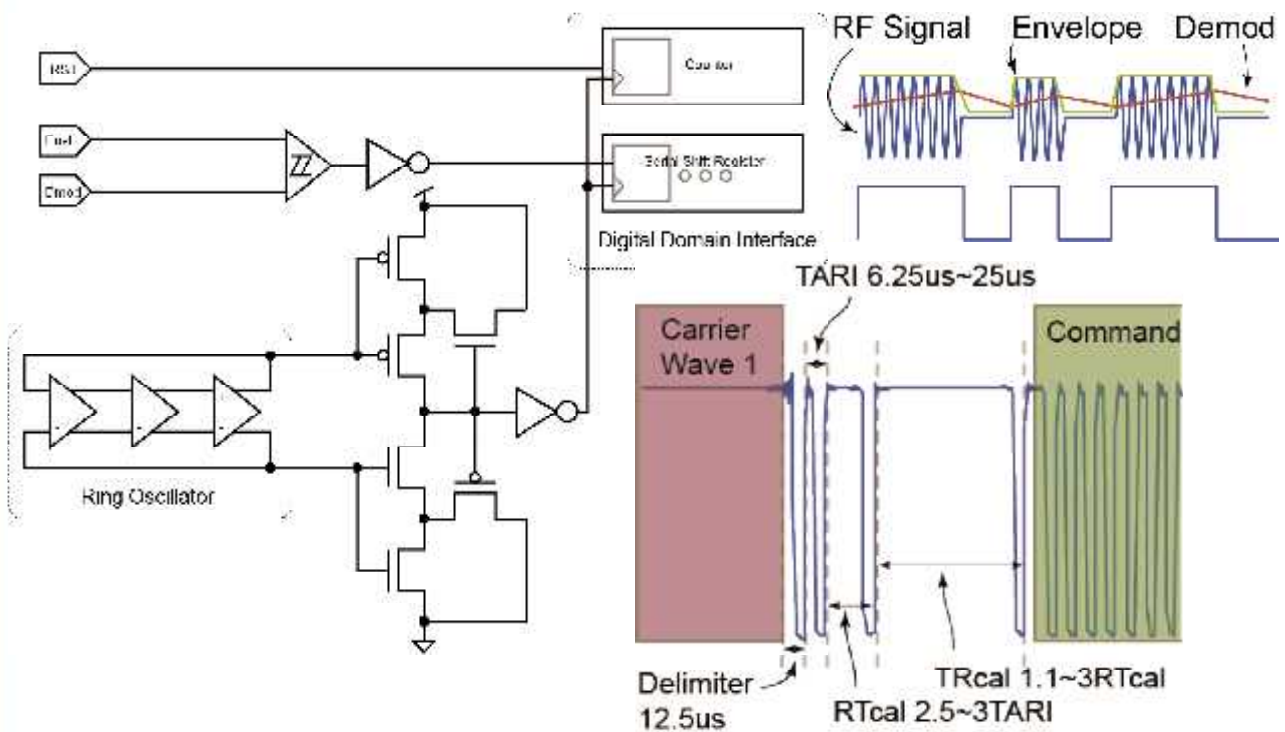 RF Signal
Envelope
Demod
Counter
Serial Shift Register
Digital Domain Interface
TARI 6.25us~25us
Carrier
Wave 1
Command
Ring Oscillator
Delimiter
12.5us
TRcal 1.1~3RTcal
RTcal 2.5~3TARI